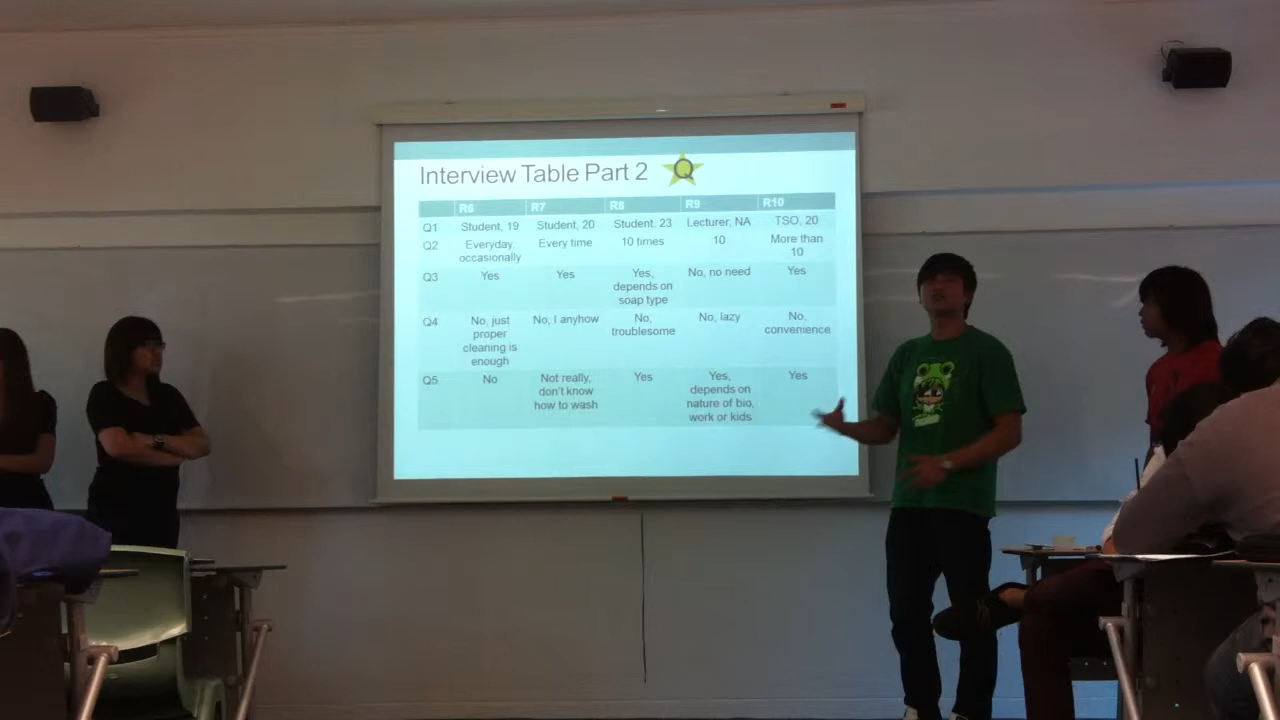 Interview Table Part 2 Q
R6 R7 R8 R9 R10
Q1 Student, 19 Student, 20 Student, 23 Lecturer, NA TSO, 20
Q2 Everyday, occasionally Every time 10 times 10 More than 10
Q3 Yes Yes Yes, depends on soap type No, no need Yes
Q4 No, just proper cleaning is enough No, I anyhow No, troublesome No, lazy No, convenience
Q5 No Not really, don't know how to wash Yes Yes, depends on nature of bio, work or kids Yes